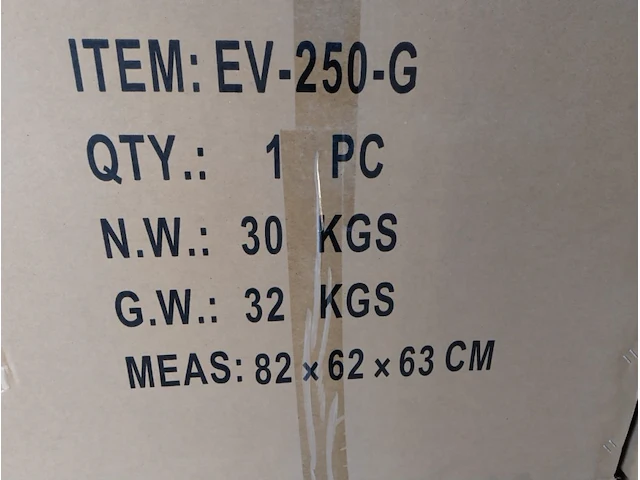 ITEM: EV-250-G
QTY.: 1 PC
N.W.: 30 KGS
G.W.: 32 KGS
MEAS: 82 × 62 × 63 CM